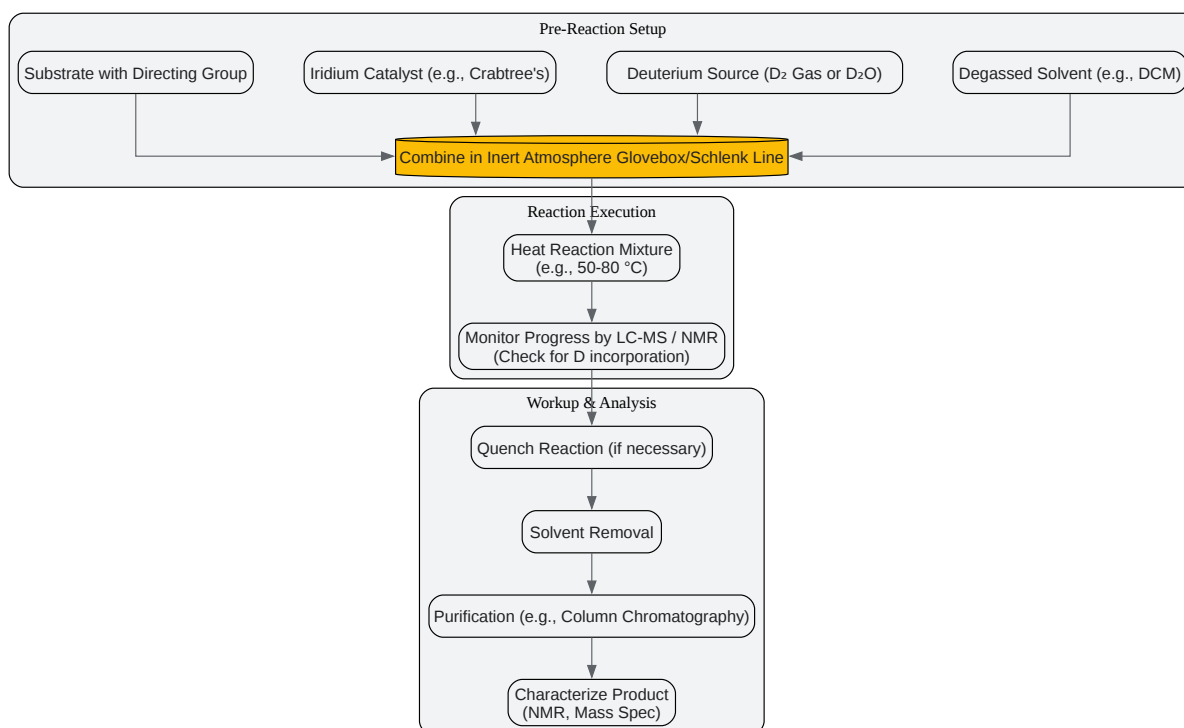 Pre-Reaction Setup
Substrate with Directing Group
Iridium Catalyst (e.g., Crabtree's)
Deuterium Source (D₂ Gas or D₂O)
Degassed Solvent (e.g., DCM)
Combine in Inert Atmosphere Glovebox/Schlenk Line
Reaction Execution
Heat Reaction Mixture
(e.g., 50-80 °C)
Monitor Progress by LC-MS / NMR
(Check for D incorporation)
Workup & Analysis
Quench Reaction (if necessary)
Solvent Removal
Purification (e.g., Column Chromatography)
Characterize Product
(NMR, Mass Spec)